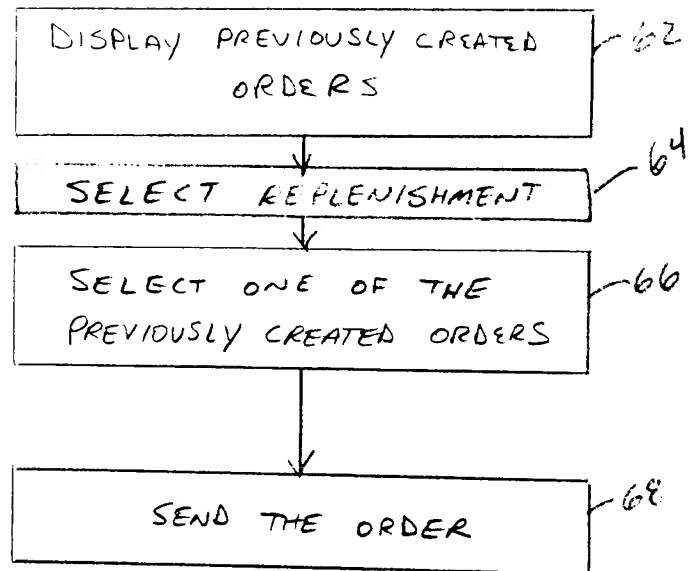 DISPLAY PREVIOUSLY CREATED
ORDERS
62
SELECT REPLENISHMENT
64
SELECT ONE OF THE
PREVIOUSLY CREATED ORDERS
66
SEND THE ORDER
68